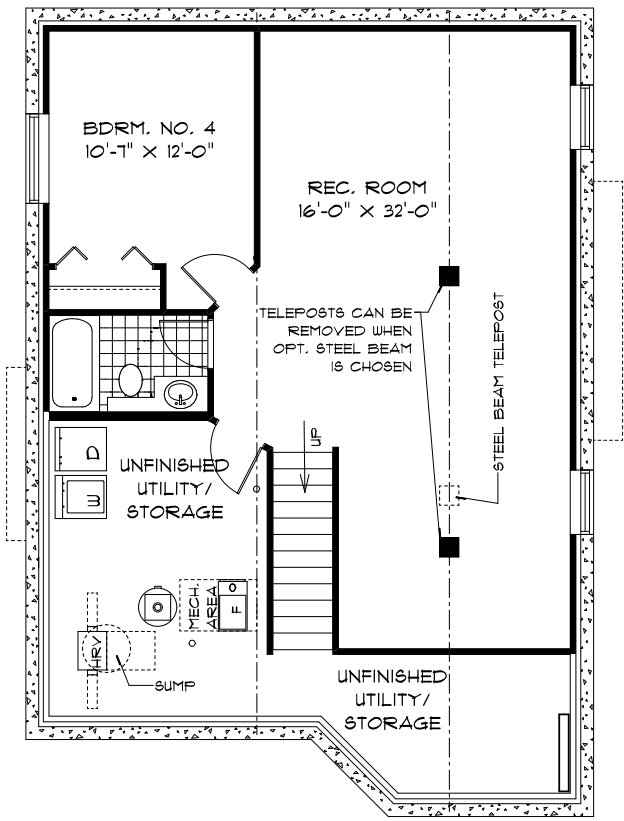 BDRM. NO. 4
10'-7" X 12'-0"
REC. ROOM
16'-0" X 32'-0"
TELEPOSTS CAN BE
REMOVED WHEN
OPT. STEEL BEAM
IS CHOSEN
STEEL BEAM TELEPOST
UP
D
W
UNFINISHED
UTILITY/
STORAGE
MECH.
AREA
F
HRV
SUMP
UNFINISHED
UTILITY/
STORAGE